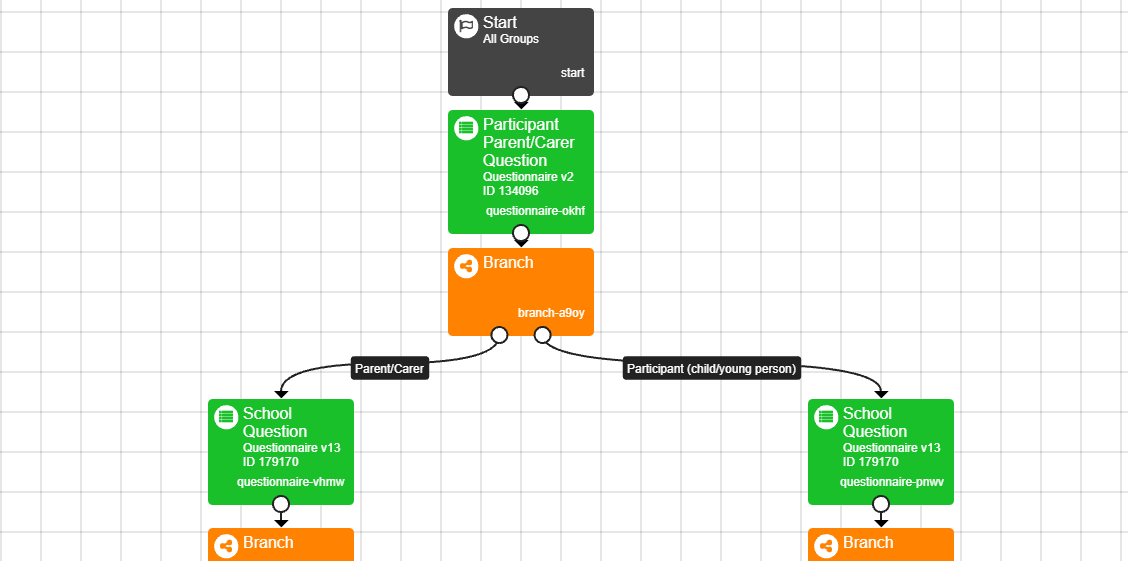 Start
All Groups
start
Participant
Parent/Carer
Question
Questionnaire v2
ID 134096
questionnaire-okhf
Branch
branch-a9oy
Parent/Carer
Participant (child/young person)
School
Question
Questionnaire v13
ID 179170
questionnaire-vhmw
School
Question
Questionnaire v13
ID 179170
questionnaire-pnwv
Branch
Branch